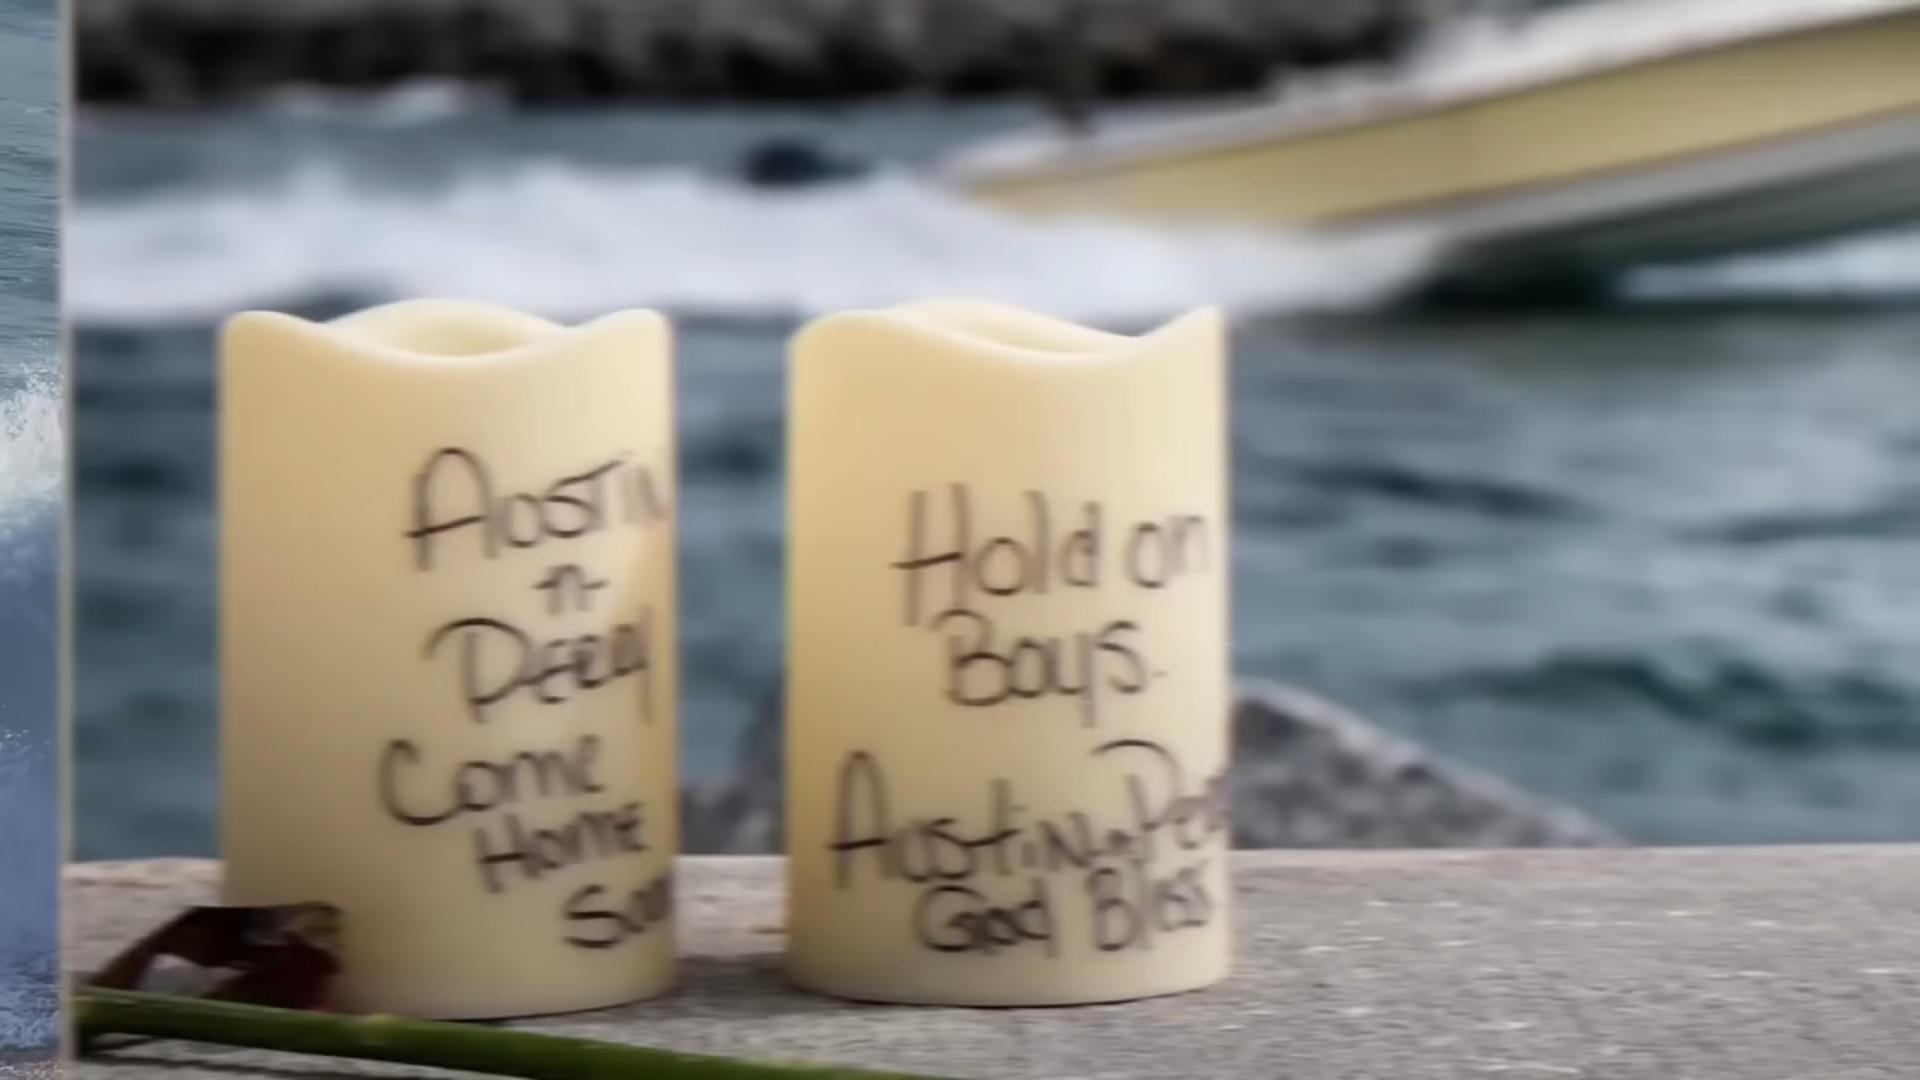 Austin
n
Perry
Come
Home
Soon
Hold on
Boys.
Austin n Perry
God Bless